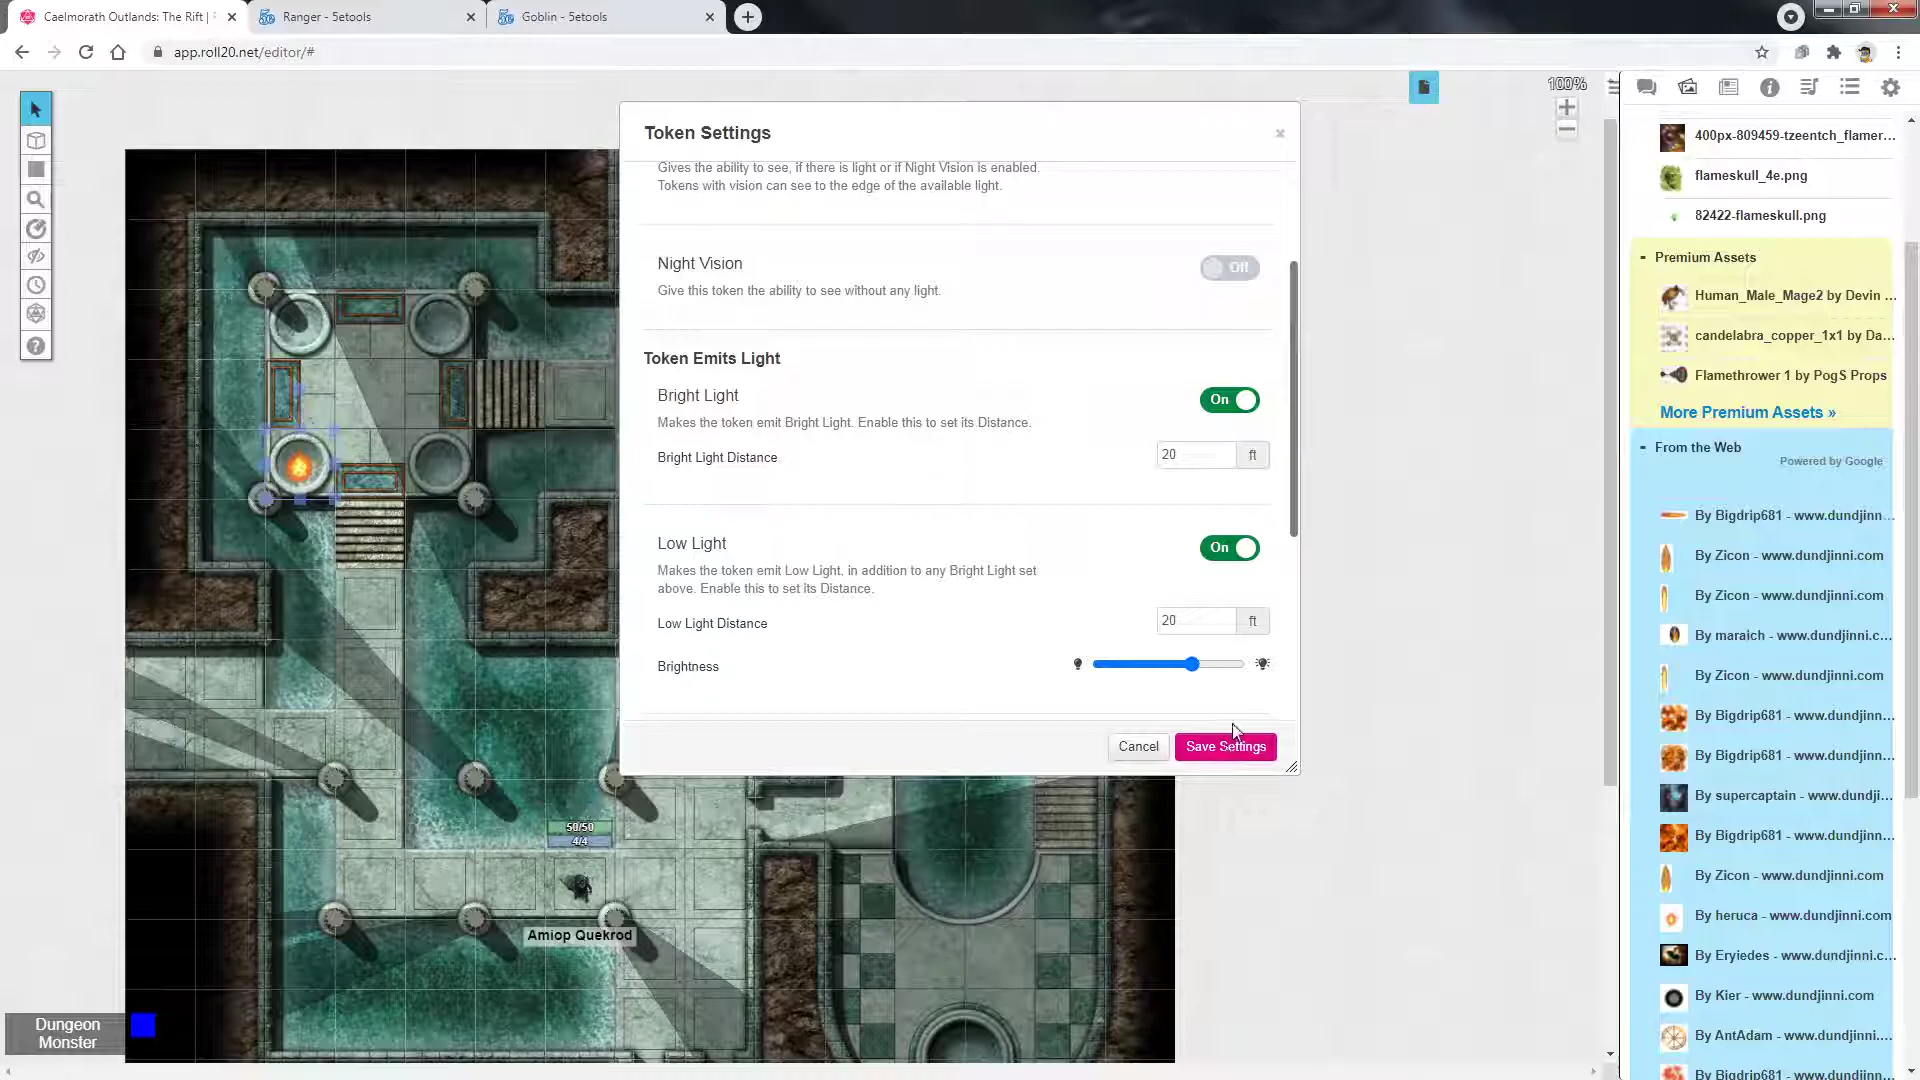 Caelmorath Outlands: The Rift |
Ranger - 5etools
Goblin - 5etools
app.roll20.net/editor/#
100%
Token Settings
Gives the ability to see, if there is light or if Night Vision is enabled.
Tokens with vision can see to the edge of the available light.
Night Vision
Off
Give this token the ability to see without any light.
Token Emits Light
Bright Light
On
Makes the token emit Bright Light. Enable this to set its Distance.
Bright Light Distance
20
ft
Low Light
On
Makes the token emit Low Light, in addition to any Bright Light set
above. Enable this to set its Distance.
Low Light Distance
20
ft
Brightness
Cancel
Save Settings
50/50
4/4
Amiop Quekrod
Dungeon
Monster
400px-809459-tzeentch_flamer...
flameskull_4e.png
82422-flameskull.png
- Premium Assets
Human_Male_Mage2 by Devin ...
candelabra_copper_1x1 by Da...
Flamethrower 1 by PogS Props
More Premium Assets »
- From the Web
Powered by Google
By Bigdrip681 - www.dundjinn...
By Zicon - www.dundjinni.com
By Zicon - www.dundjinni.com
By maraich - www.dundjinni.c...
By Zicon - www.dundjinni.com
By Bigdrip681 - www.dundjinn...
By Bigdrip681 - www.dundjinn...
By supercaptain - www.dundji...
By Bigdrip681 - www.dundjinn...
By Zicon - www.dundjinni.com
By heruca - www.dundjinni.com
By Eryiedes - www.dundjinni.c...
By Kier - www.dundjinni.com
By AntAdam - www.dundjinni....
By Bigdrip681 - www.dundjinn...